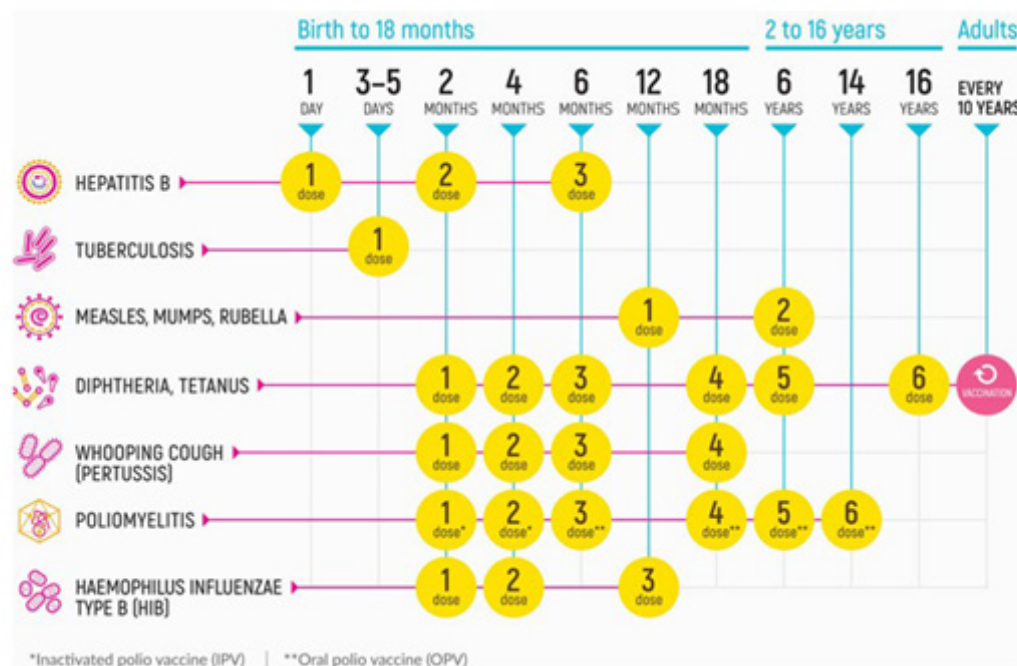 Birth to 18 months 2 to 16 years Adults
1 3–5 2 4 6 12 18 6 14 16 EVERY
DAY DAYS MONTHS MONTHS MONTHS MONTHS MONTHS YEARS YEARS YEARS 10 YEARS
HEPATITIS B 1 dose 2 dose 3 dose
TUBERCULOSIS 1 dose
MEASLES, MUMPS, RUBELLA 1 dose 2 dose
DIPHTHERIA, TETANUS 1 dose 2 dose 3 dose 4 dose 5 dose 6 dose VACCINATION
WHOOPING COUGH 1 dose 2 dose 3 dose 4 dose
(PERTUSSIS)
POLIOMYELITIS 1 dose* 2 dose* 3 dose** 4 dose** 5 dose** 6 dose**
HAEMOPHILUS INFLUENZAE 1 dose 2 dose 3 dose
TYPE B (HIB)
*Inactivated polio vaccine (IPV) | **Oral polio vaccine (OPV)